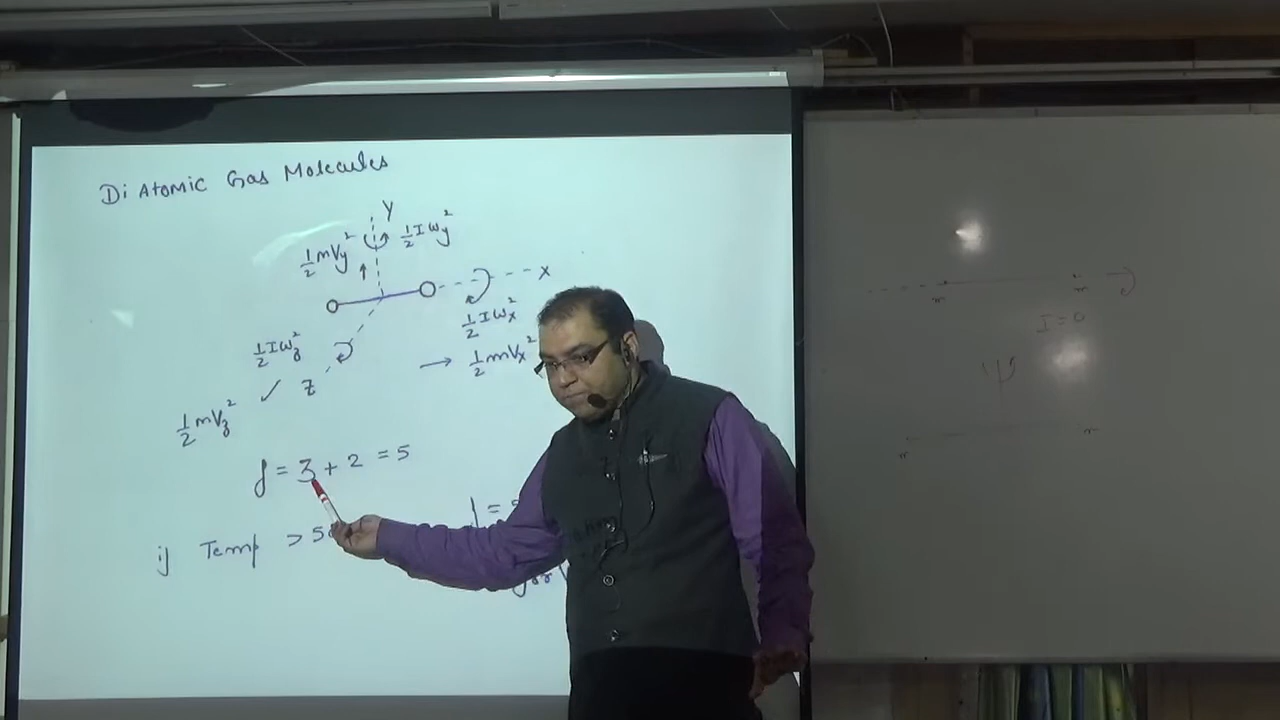 Di Atomic Gas Molecules
Y
½mVy² ½Iωy²
x
½Iωx²
½Iωz²
→ ½mVx²
✓ Z
½mVz²
f = 3 + 2 = 5
f =
i) Temp > 5
m m
I = 0
m m